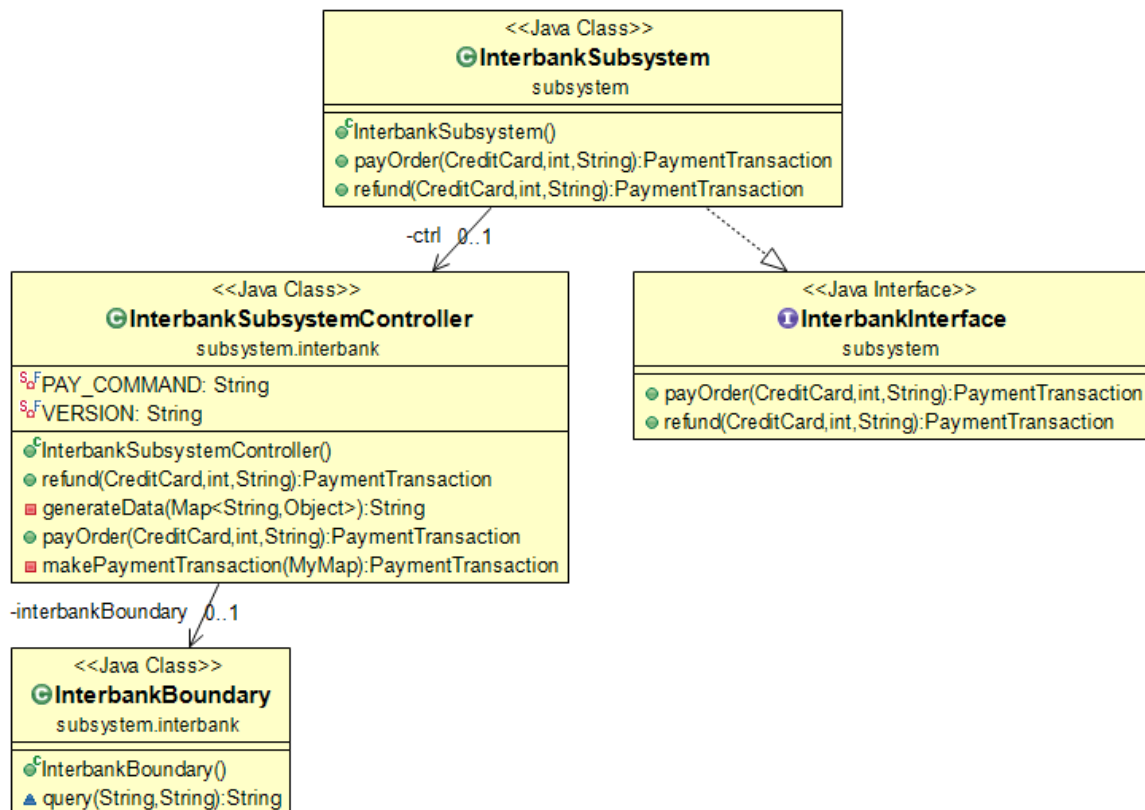 <<Java Class>>
InterbankSubsystem
subsystem
InterbankSubsystem()
payOrder(CreditCard,int,String):PaymentTransaction
refund(CreditCard,int,String):PaymentTransaction
-ctrl 0..1
<<Java Class>>
InterbankSubsystemController
subsystem.interbank
PAY_COMMAND: String
VERSION: String
InterbankSubsystemController()
refund(CreditCard,int,String):PaymentTransaction
generateData(Map<String,Object>):String
payOrder(CreditCard,int,String):PaymentTransaction
makePaymentTransaction(MyMap):PaymentTransaction
<<Java Interface>>
InterbankInterface
subsystem
payOrder(CreditCard,int,String):PaymentTransaction
refund(CreditCard,int,String):PaymentTransaction
-interbankBoundary 0..1
<<Java Class>>
InterbankBoundary
subsystem.interbank
InterbankBoundary()
query(String,String):String